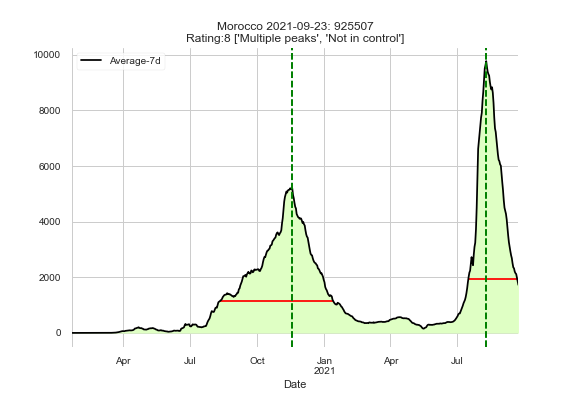 Morocco 2021-09-23: 925507
Rating:8 ['Multiple peaks', 'Not in control']
Average-7d
10000
8000
6000
4000
2000
0
Apr Jul Oct Jan Apr Jul
2021
Date